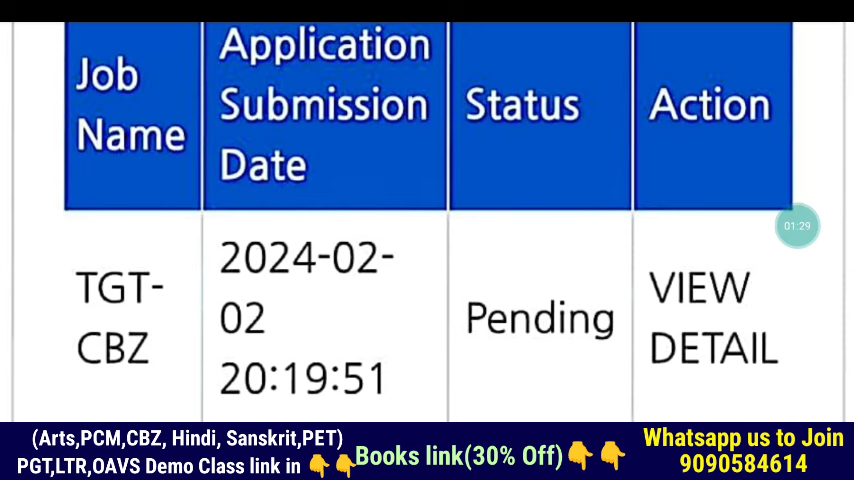 Job
Name
Application
Submission
Date
Status
Action
01:29
TGT-
CBZ
2024-02-
02
20:19:51
Pending
VIEW
DETAIL
(Arts,PCM,CBZ, Hindi, Sanskrit,PET)
PGT,LTR,OAVS Demo Class link in 👇👇
Books link(30% Off)👇👇
Whatsapp us to Join
9090584614